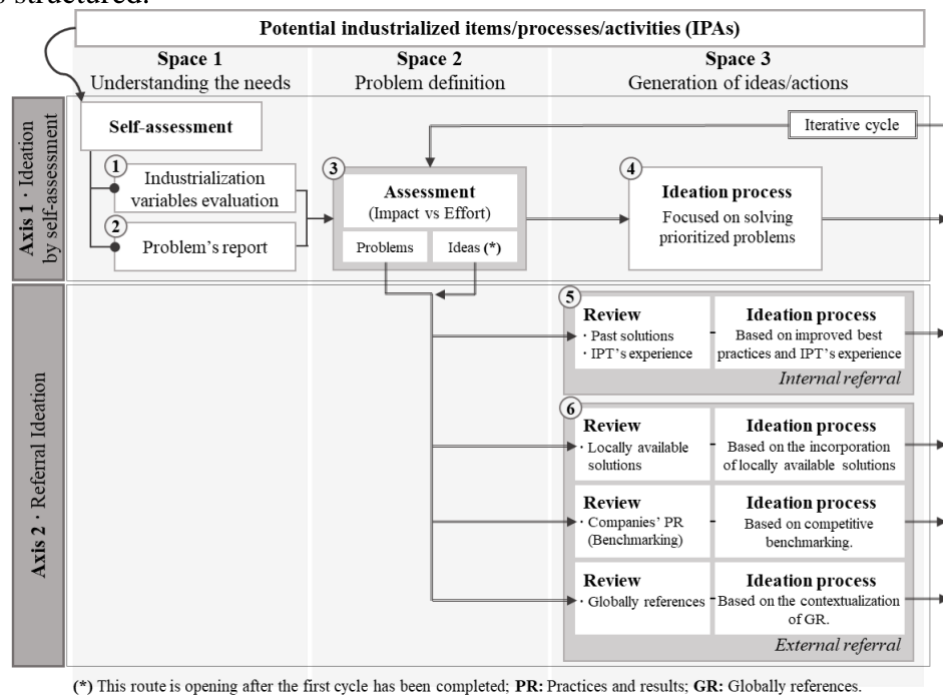 s structured.
Potential industrialized items/processes/activities (IPAs)
Space 1
Understanding the needs
Space 2
Problem definition
Space 3
Generation of ideas/actions
Axis 1 · Ideation
by self-assessment
Self-assessment
1
Industrialization
variables evaluation
2
Problem's report
3
Assessment
(Impact vs Effort)
Problems
Ideas (*)
Iterative cycle
4
Ideation process
Focused on solving
prioritized problems
Axis 2 · Referral Ideation
5
Review
· Past solutions
· IPT's experience
Ideation process
Based on improved best
practices and IPT's experience
Internal referral
6
Review
· Locally available
solutions
Ideation process
Based on the incorporation
of locally available solutions
Review
· Companies' PR
(Benchmarking)
Ideation process
Based on competitive
benchmarking.
Review
· Globally references
Ideation process
Based on the contextualization
of GR.
External referral
(*) This route is opening after the first cycle has been completed; PR: Practices and results; GR: Globally references.